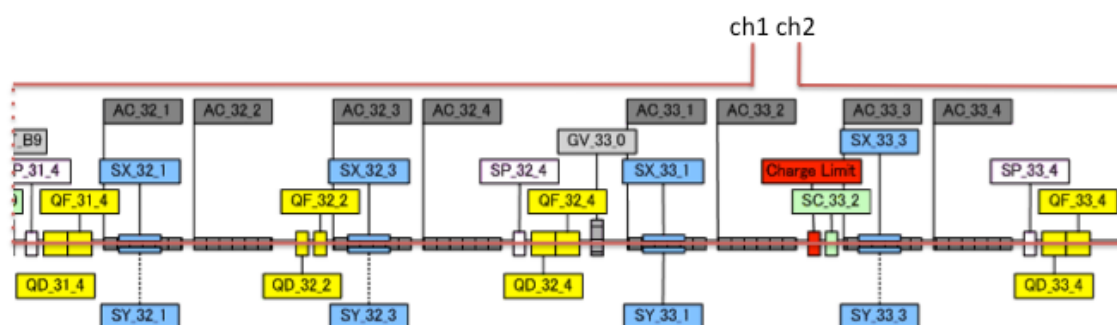 ch1 ch2
AC_32_1 AC_32_2 AC_32_3 AC_32_4 AC_33_1 AC_33_2 AC_33_3 AC_33_4
_B9 GV_33_0 SX_33_3
P_31_4 SX_32_1 SX_32_3 SP_32_4 SX_33_1 Charge Limit SP_33_4
9 QF_31_4 QF_32_2 QF_32_4 SC_33_2 QF_33_4
QD_31_4 QD_32_2 QD_32_4 QD_33_4
SY_32_1 SY_32_3 SY_33_1 SY_33_3